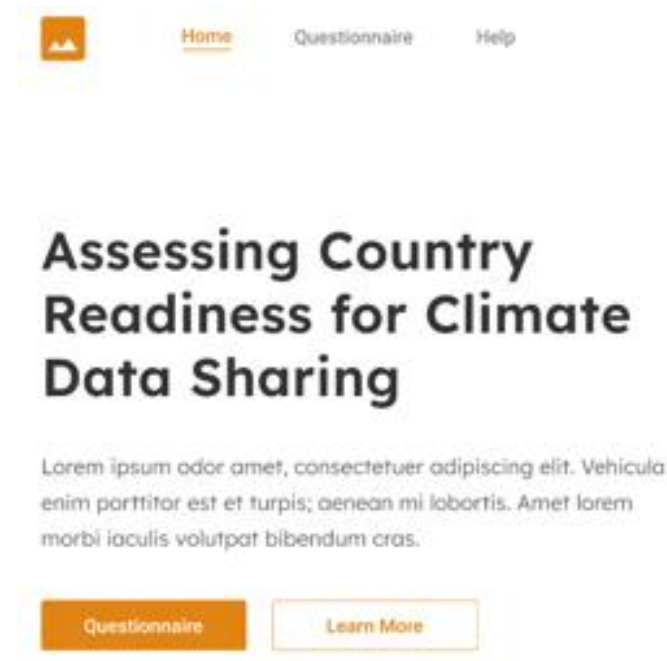 Home Questionnaire Help
Assessing Country
Readiness for Climate
Data Sharing
Lorem ipsum odor amet, consectetuer adipiscing elit. Vehicula
enim porttitor est et turpis; aenean mi lobortis. Amet lorem
morbi iaculis volutpat bibendum cras.
Questionnaire Learn More